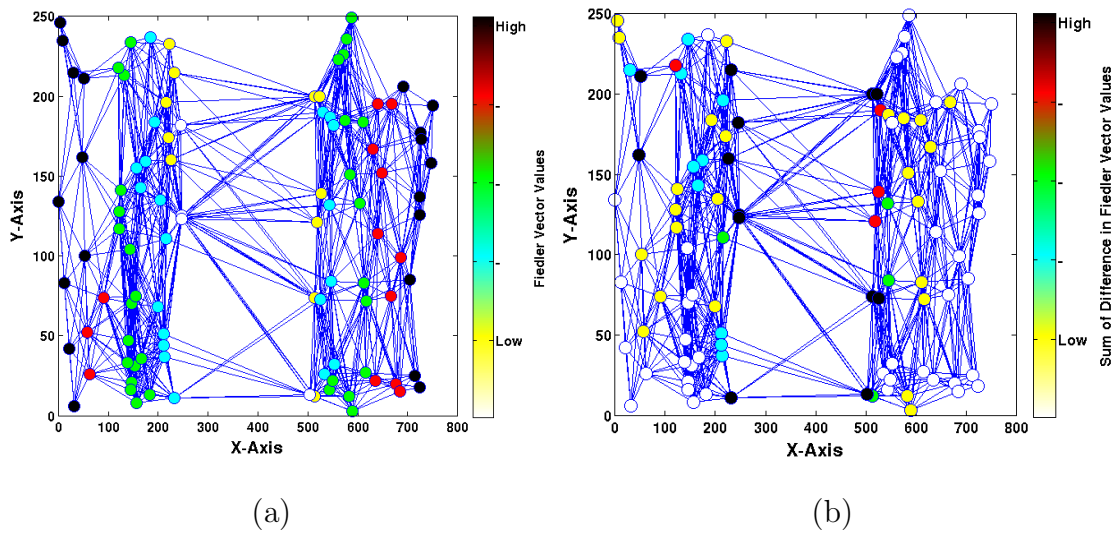 250
200
150
100
50
0
Y-Axis
0 100 200 300 400 500 600 700 800
X-Axis
High
Low
Fiedler Vector Values
250
200
150
100
50
0
Y-Axis
0 100 200 300 400 500 600 700 800
X-Axis
High
Low
Sum of Difference in Fiedler Vector Values
(a)
(b)